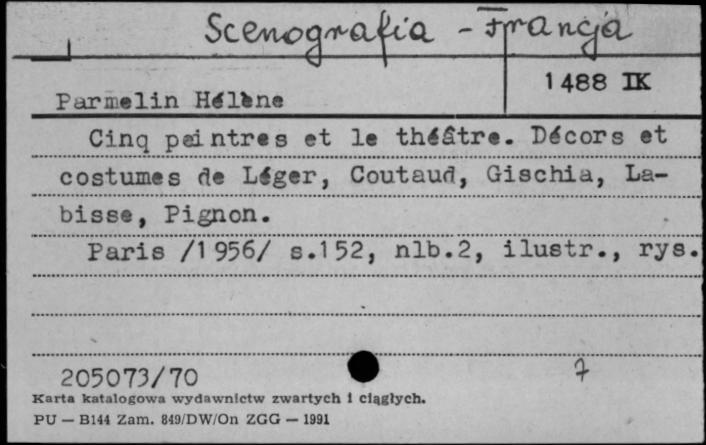 Scenografia - Francja
1488 IK
Parmelin Hélène
Cinq peintres et le théâtre. Décors et
costumes de Léger, Coutaud, Gischia, La-
bisse, Pignon.
Paris /1956/ s.152, nlb.2, ilustr., rys.
205073/70
7
Karta katalogowa wydawnictw zwartych i ciągłych.
PU — B144 Zam. 849/DW/On ZGG — 1991